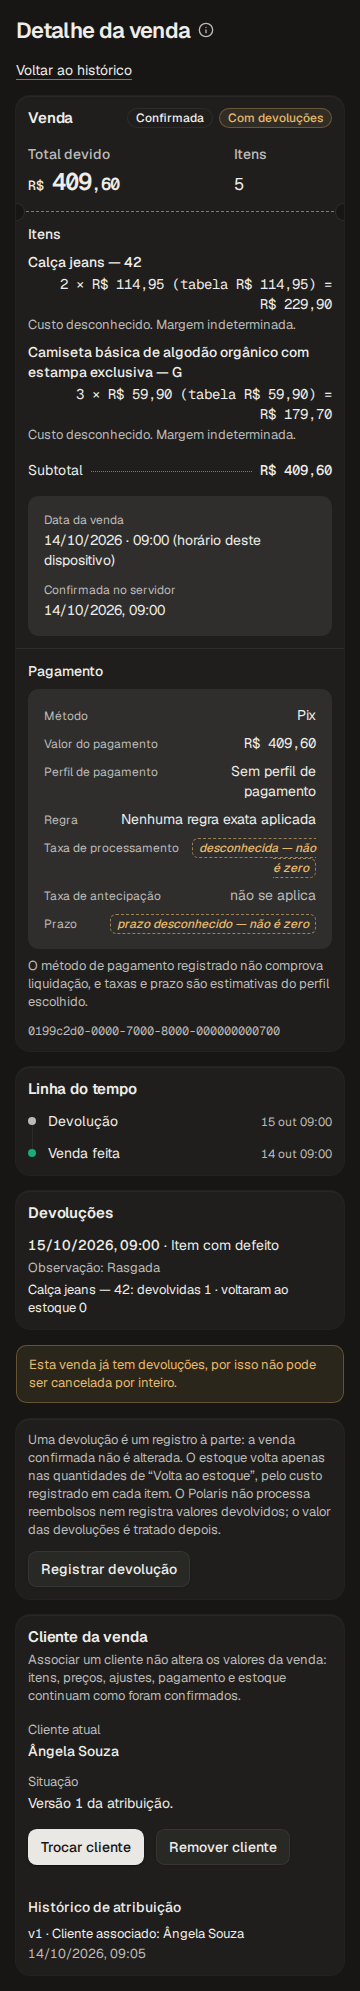 Detalhe da venda
Voltar ao histórico
Venda
Confirmada
Com devoluções
Total devido
Itens
R$ 409,60
5
Itens
Calça jeans — 42
2 × R$ 114,95 (tabela R$ 114,95) =
R$ 229,90
Custo desconhecido. Margem indeterminada.
Camiseta básica de algodão orgânico com
estampa exclusiva — G
3 × R$ 59,90 (tabela R$ 59,90) =
R$ 179,70
Custo desconhecido. Margem indeterminada.
Subtotal R$ 409,60
Data da venda
14/10/2026 · 09:00 (horário deste
dispositivo)
Confirmada no servidor
14/10/2026, 09:00
Pagamento
Método Pix
Valor do pagamento R$ 409,60
Perfil de pagamento Sem perfil de
pagamento
Regra Nenhuma regra exata aplicada
Taxa de processamento desconhecida — não
é zero
Taxa de antecipação não se aplica
Prazo prazo desconhecido — não é zero
O método de pagamento registrado não comprova
liquidação, e taxas e prazo são estimativas do perfil
escolhido.
0199c2d0-0000-7000-8000-000000000700
Linha do tempo
Devolução 15 out 09:00
Venda feita 14 out 09:00
Devoluções
15/10/2026, 09:00 · Item com defeito
Observação: Rasgada
Calça jeans — 42: devolvidas 1 · voltaram ao
estoque 0
Esta venda já tem devoluções, por isso não pode
ser cancelada por inteiro.
Uma devolução é um registro à parte: a venda
confirmada não é alterada. O estoque volta apenas
nas quantidades de “Volta ao estoque”, pelo custo
registrado em cada item. O Polaris não processa
reembolsos nem registra valores devolvidos; o valor
das devoluções é tratado depois.
Registrar devolução
Cliente da venda
Associar um cliente não altera os valores da venda:
itens, preços, ajustes, pagamento e estoque
continuam como foram confirmados.
Cliente atual
Ângela Souza
Situação
Versão 1 da atribuição.
Trocar cliente
Remover cliente
Histórico de atribuição
v1 · Cliente associado: Ângela Souza
14/10/2026, 09:05